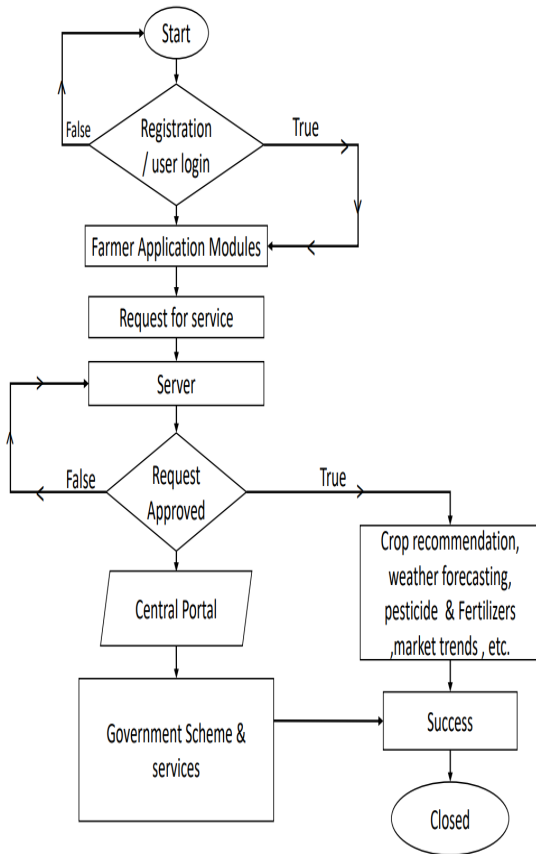 Start
False
Registration
/ user login
True
Farmer Application Modules
Request for service
Server
False
Request
Approved
True
Crop recommendation,
weather forecasting,
pesticide & Fertilizers
,market trends , etc.
Central Portal
Government Scheme &
services
Success
Closed